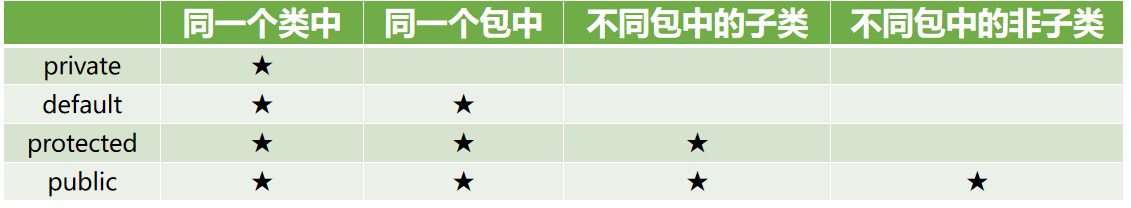 同一个类中 同一个包中 不同包中的子类 不同包中的非子类
private ★
default ★ ★
protected ★ ★ ★
public ★ ★ ★ ★